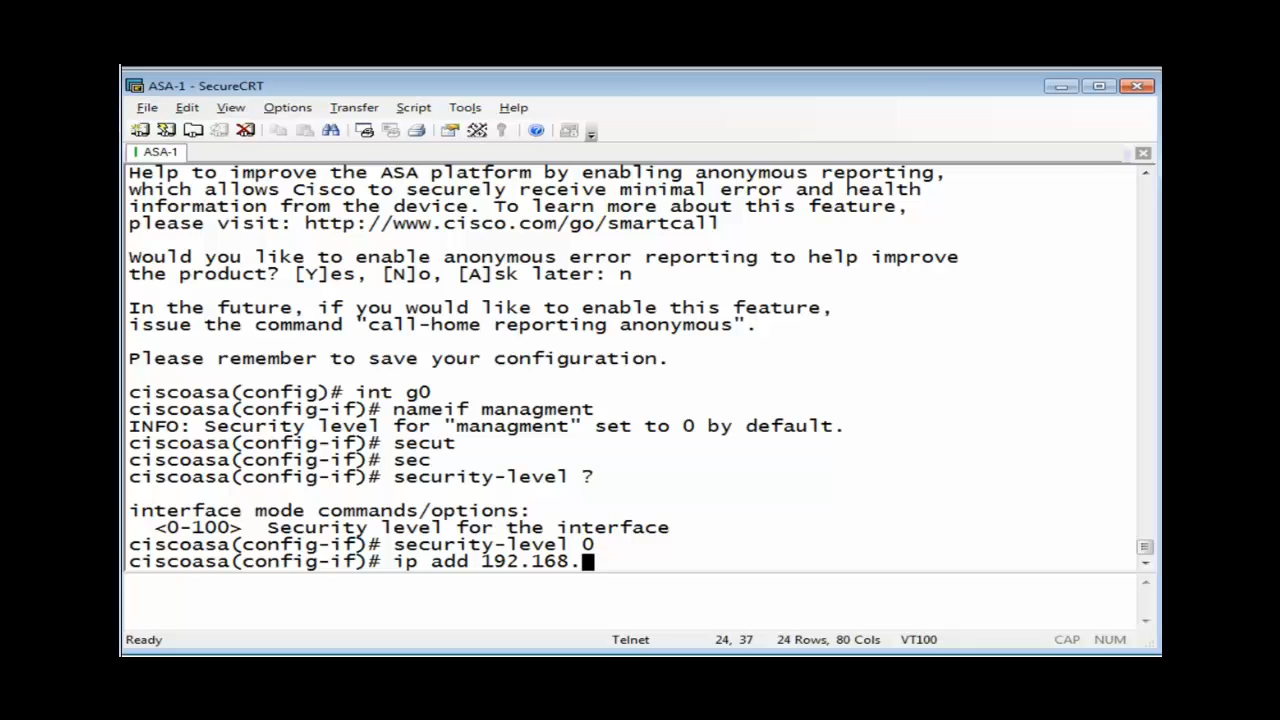 ASA-1 - SecureCRT
File Edit View Options Transfer Script Tools Help
ASA-1
Help to improve the ASA platform by enabling anonymous reporting,
which allows Cisco to securely receive minimal error and health
information from the device. To learn more about this feature,
please visit: http://www.cisco.com/go/smartcall
Would you like to enable anonymous error reporting to help improve
the product? [Y]es, [N]o, [A]sk later: n
In the future, if you would like to enable this feature,
issue the command "call-home reporting anonymous".
Please remember to save your configuration.
ciscoasa(config)# int g0
ciscoasa(config-if)# nameif managment
INFO: Security level for "managment" set to 0 by default.
ciscoasa(config-if)# secut
ciscoasa(config-if)# sec
ciscoasa(config-if)# security-level ?
interface mode commands/options:
<0-100> Security level for the interface
ciscoasa(config-if)# security-level 0
ciscoasa(config-if)# ip add 192.168.
Ready Telnet 24, 37 24 Rows, 80 Cols VT100 CAP NUM